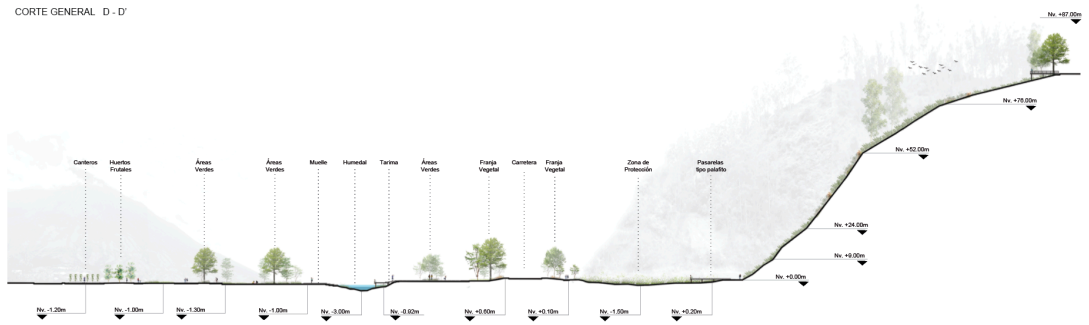 CORTE GENERAL D - D'
Nv. +87.00m
Nv. +76.00m
Nv. +52.00m
Canteros
Huertos
Frutales
Áreas
Verdes
Áreas
Verdes
Muelle
Humedal
Tarima
Áreas
Verdes
Franja
Vegetal
Carretera
Franja
Vegetal
Zona de
Protección
Pasarelas
tipo palafito
Nv. +24.00m
Nv. +9.00m
Nv. +0.00m
Nv. -1.20m
Nv. -1.00m
Nv. -1.30m
Nv. -1.00m
Nv. -3.00m
Nv. -0.92m
Nv. +0.60m
Nv. +0.10m
Nv. -1.50m
Nv. +0.20m